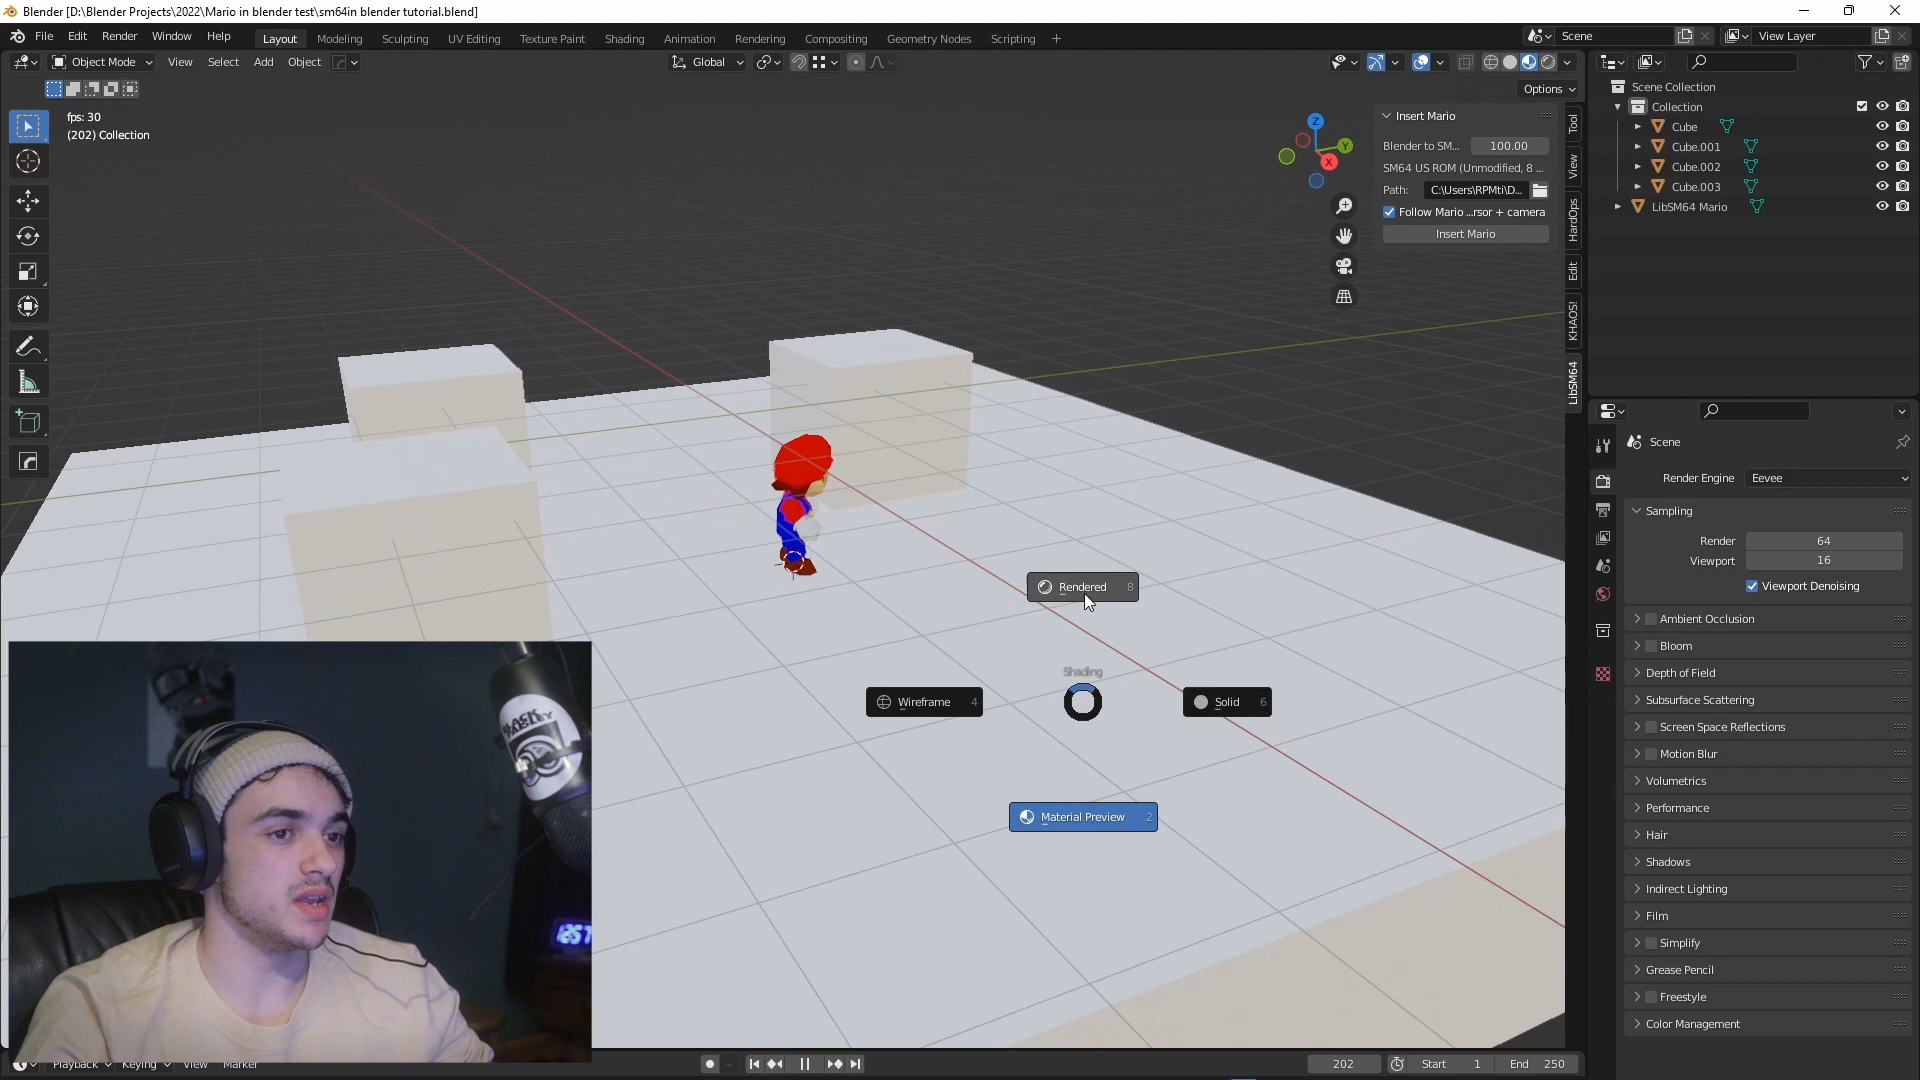 Blender [D:\Blender Projects\2022\Mario in blender test\sm64in blender tutorial.blend]
File Edit Render Window Help Layout Modeling Sculpting UV Editing Texture Paint Shading Animation Rendering Compositing Geometry Nodes Scripting + Scene View Layer
Object Mode View Select Add Object Global
Options
fps: 30
(202) Collection
Z
Y
X
Insert Mario
Blender to SM... 100.00
SM64 US ROM (Unmodified, 8 ...
Path: C:\Users\RPMti\D...
Follow Mario ...rsor + camera
Insert Mario
Tool
View
HardOps
Edit
KHAOS!
LibSM64
Scene Collection
Collection
Cube
Cube.001
Cube.002
Cube.003
LibSM64 Mario
Scene
Render Engine Eevee
Sampling
Render 64
Viewport 16
Viewport Denoising
Ambient Occlusion
Bloom
Depth of Field
Subsurface Scattering
Screen Space Reflections
Motion Blur
Volumetrics
Performance
Hair
Shadows
Indirect Lighting
Film
Simplify
Grease Pencil
Freestyle
Color Management
Rendered 8
Shading
Wireframe 4
Solid 6
Material Preview 2
Playback Keying View Marker
202 Start 1 End 250